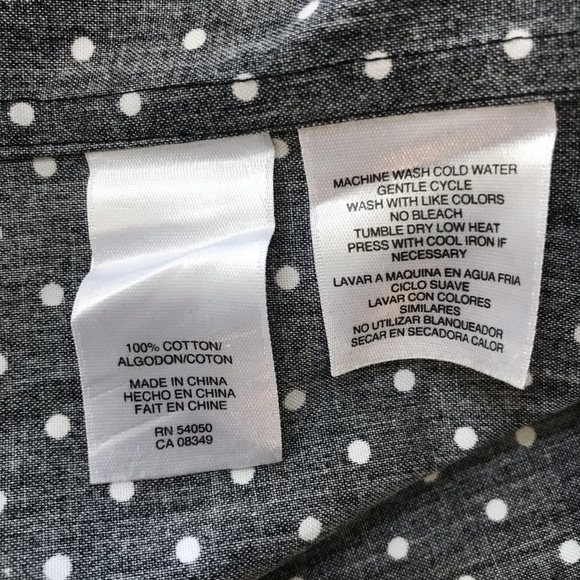 100% COTTON/
ALGODON/COTON
MADE IN CHINA
HECHO EN CHINA
FAIT EN CHINE
RN 54050
CA 08349
MACHINE WASH COLD WATER
GENTLE CYCLE
WASH WITH LIKE COLORS
NO BLEACH
TUMBLE DRY LOW HEAT
PRESS WITH COOL IRON IF
NECESSARY
LAVAR A MAQUINA EN AGUA FRIA
CICLO SUAVE
LAVAR CON COLORES
SIMILARES
NO UTILIZAR BLANQUEADOR
SECAR EN SECADORA CALOR